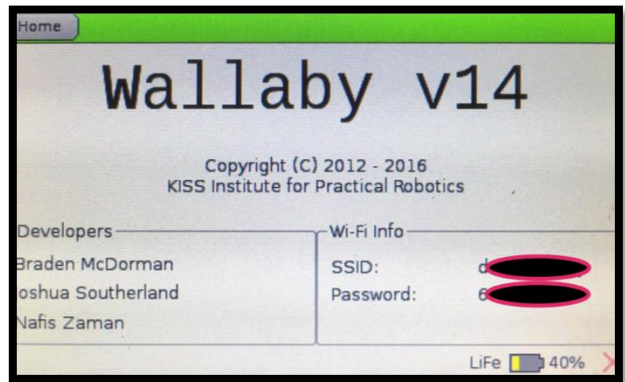 Home
Wallaby v14
Copyright (C) 2012 - 2016
KISS Institute for Practical Robotics
Developers
Braden McDorman
oshua Southerland
Nafis Zaman
Wi-Fi Info
SSID: d
Password: 6
LiFe 40%